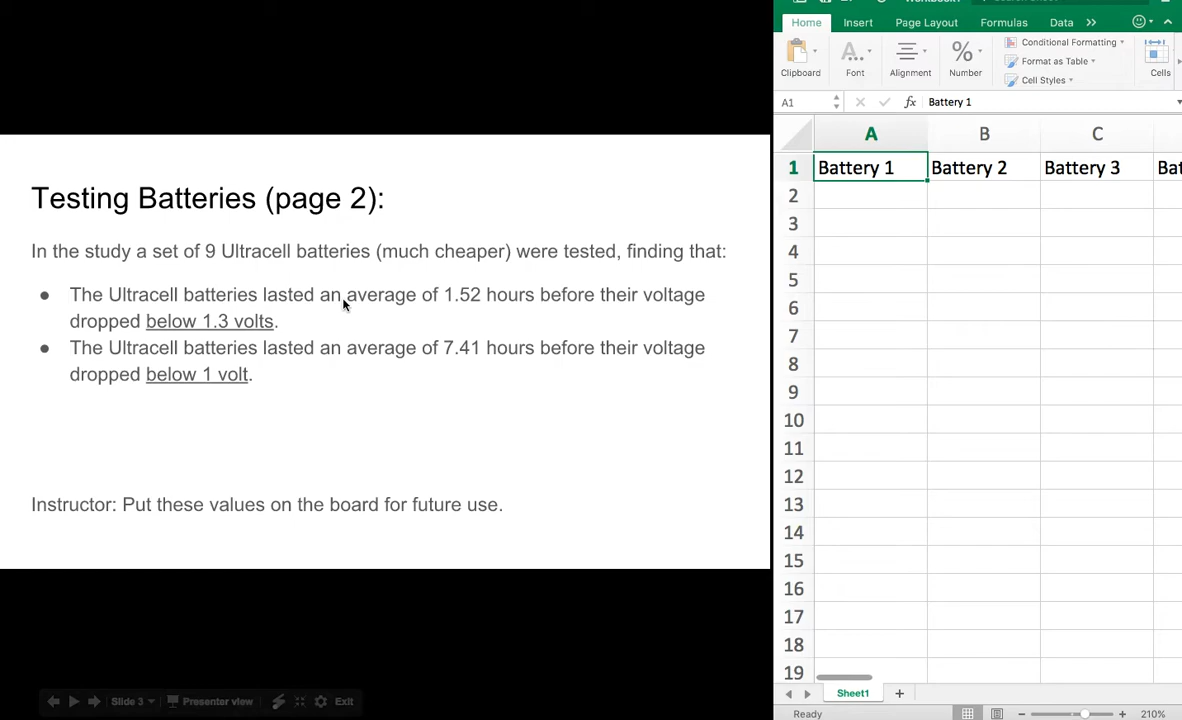 Testing Batteries (page 2):
In the study a set of 9 Ultracell batteries (much cheaper) were tested, finding that:
● The Ultracell batteries lasted an average of 1.52 hours before their voltage
dropped below 1.3 volts.
● The Ultracell batteries lasted an average of 7.41 hours before their voltage
dropped below 1 volt.
Instructor: Put these values on the board for future use.
Slide 3
Presenter view
Exit
Home Insert Page Layout Formulas Data
Conditional Formatting
Format as Table
Cell Styles
Clipboard Font Alignment Number Cells
%
A1 fx Battery 1
A B C
1 Battery 1 Battery 2 Battery 3 Bat
2
3
4
5
6
7
8
9
10
11
12
13
14
15
16
17
18
19
Sheet1 +
Ready 210%